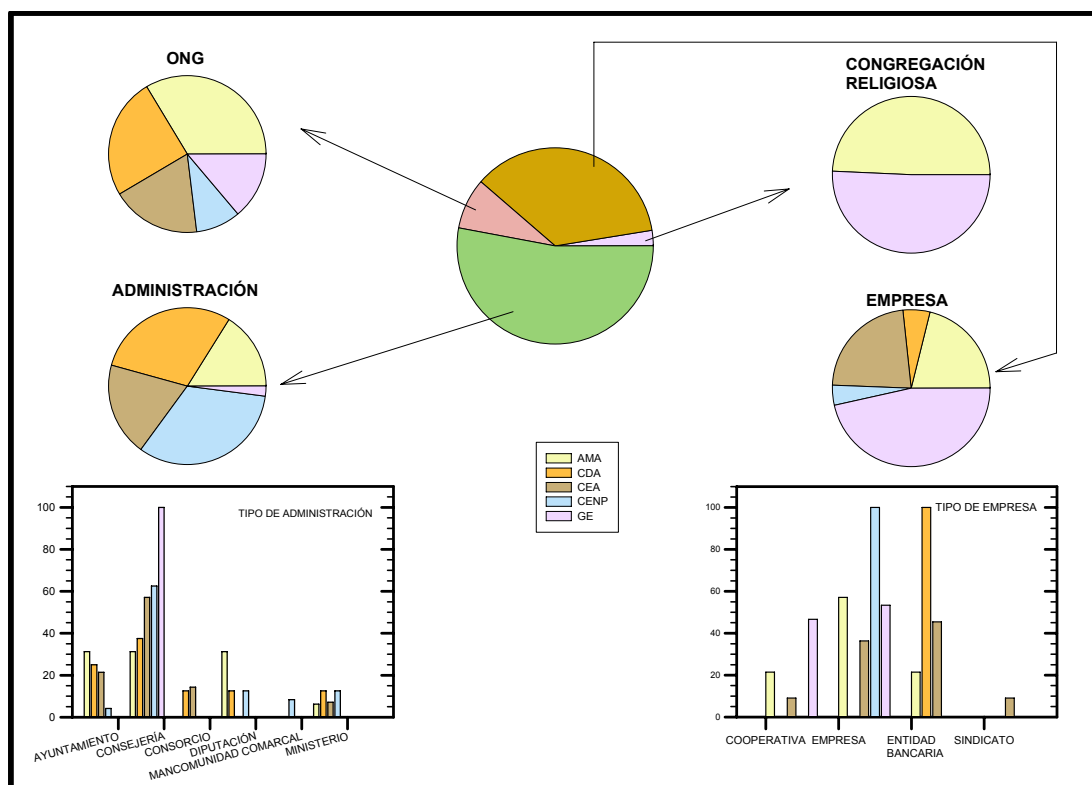 ONG
CONGREGACIÓN
RELIGIOSA
ADMINISTRACIÓN
EMPRESA
AMA
CDA
CEA
CENP
GE
TIPO DE ADMINISTRACIÓN
100
80
60
40
20
0
AYUNTAMIENTO
CONSEJERÍA
CONSORCIO
DIPUTACIÓN
MANCOMUNIDAD COMARCAL
MINISTERIO
TIPO DE EMPRESA
100
80
60
40
20
0
COOPERATIVA EMPRESA ENTIDAD SINDICATO
BANCARIA